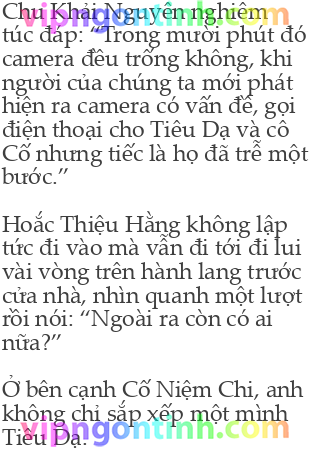 Chu Khải Nguyên nghiêm
túc đáp: “Trong mười phút đó
camera đều trống không, khi
người của chúng ta mới phát
hiện ra camera có vấn đề, gọi
điện thoại cho Tiêu Dạ và cô
Cố nhưng tiếc là họ đã trễ một
bước.”
Hoắc Thiệu Hằng không lập
tức đi vào mà vẫn đi tới đi lui
vài vòng trên hành lang trước
cửa nhà, nhìn quanh một lượt
rồi nói: “Ngoài ra còn có ai
nữa?”
Ở bên cạnh Cố Niệm Chi, anh
không chỉ sắp xếp một mình
Tiêu Dạ.
vipngontinh.com
vipngontinh.com